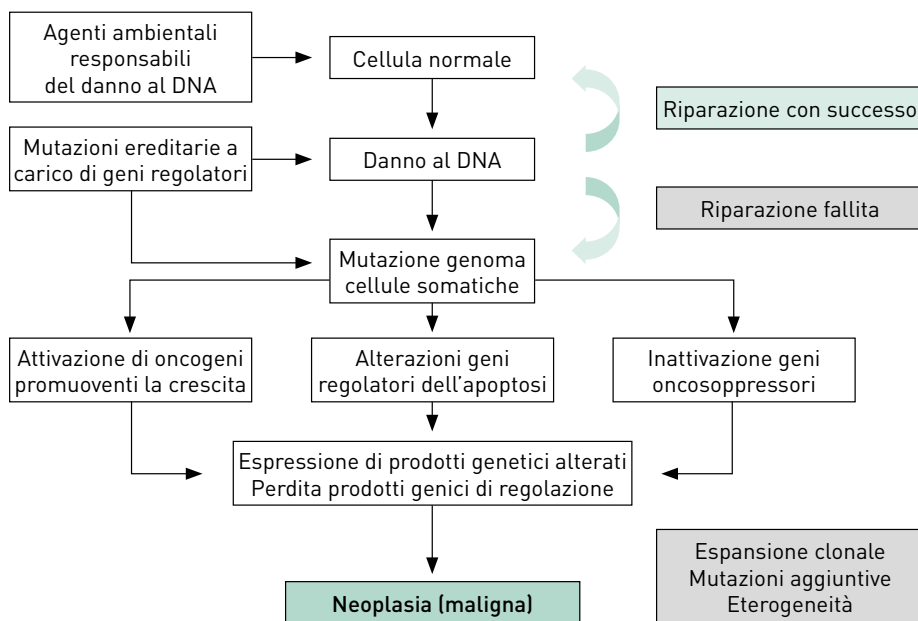 Agenti ambientali
responsabili
del danno al DNA
Cellula normale
Riparazione con successo
Mutazioni ereditarie a
carico di geni regolatori
Danno al DNA
Riparazione fallita
Mutazione genoma
cellule somatiche
Attivazione di oncogeni
promuoventi la crescita
Alterazioni geni
regolatori dell'apoptosi
Inattivazione geni
oncosoppressori
Espressione di prodotti genetici alterati
Perdita prodotti genici di regolazione
Espansione clonale
Mutazioni aggiuntive
Eterogeneità
Neoplasia (maligna)